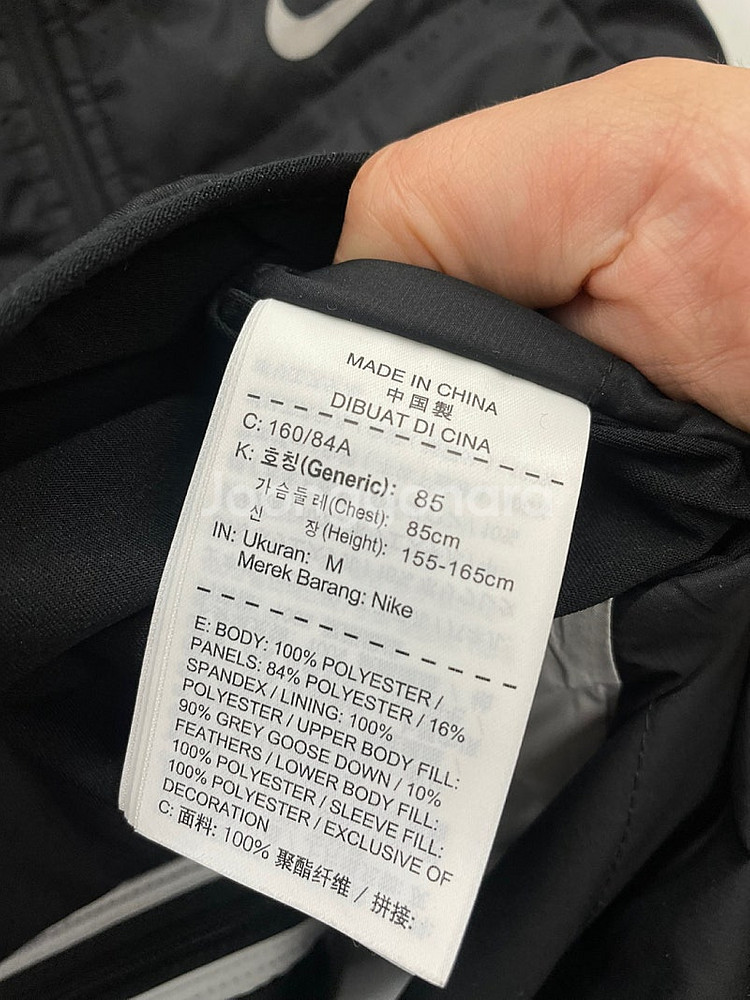 MADE IN CHINA
中国製
DIBUAT DI CINA
C: 160/84A
K: 호칭(Generic): 85
가슴둘레(Chest): 85cm
신 장(Height): 155-165cm
IN: Ukuran: M
Merek Barang: Nike
E: BODY: 100% POLYESTER /
PANELS: 84% POLYESTER / 16%
SPANDEX / LINING: 100%
POLYESTER / UPPER BODY FILL:
90% GREY GOOSE DOWN / 10%
FEATHERS / LOWER BODY FILL:
100% POLYESTER / SLEEVE FILL:
100% POLYESTER / EXCLUSIVE OF
DECORATION
C: 面料: 100% 聚酯纤维 / 拼接: